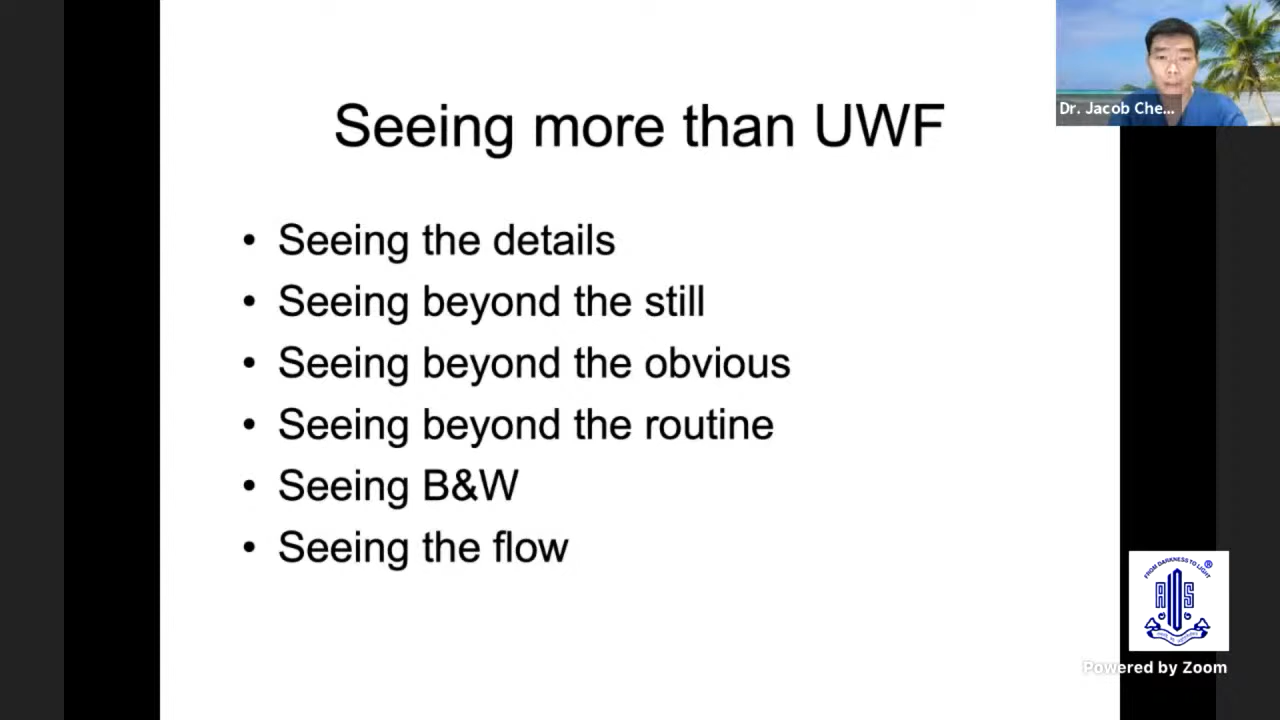 Seeing more than UWF
Dr. Jacob Che...
• Seeing the details
• Seeing beyond the still
• Seeing beyond the obvious
• Seeing beyond the routine
• Seeing B&W
• Seeing the flow
FROM DARKNESS TO LIGHT
®
AIOS
Powered by Zoom